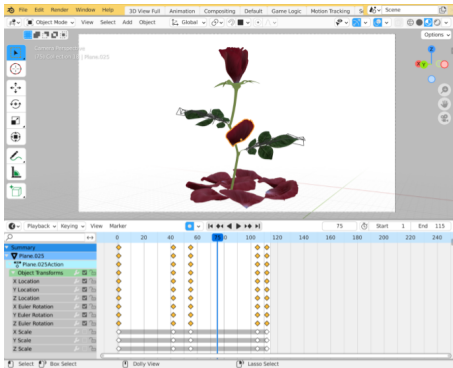 File Edit Render Window Help 3D View Full Animation Compositing Default Game Logic Motion Tracking Scene
Object Mode View Select Add Object Global
Options
Camera Perspective
Plane.025
Z
Y
Playback Keying View Marker 75 Start 1 End 115
0 20 40 60 75 80 100 120 140 160 180 200 220 240
Summary
Plane.025
Plane.025Action
Object Transforms
X Location
Y Location
Z Location
X Euler Rotation
Y Euler Rotation
Z Euler Rotation
X Scale
Y Scale
Z Scale
Select Box Select Dolly View Lasso Select